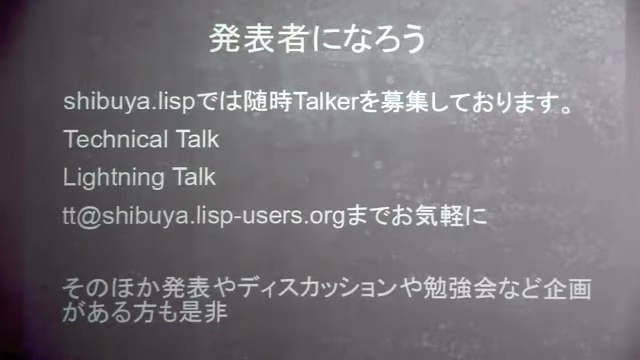 発表者になろう
shibuya.lispでは随時Talkerを募集しております。
Technical Talk
Lightning Talk
tt@shibuya.lisp-users.orgまでお気軽に
そのほか発表やディスカッションや勉強会など企画
がある方も是非